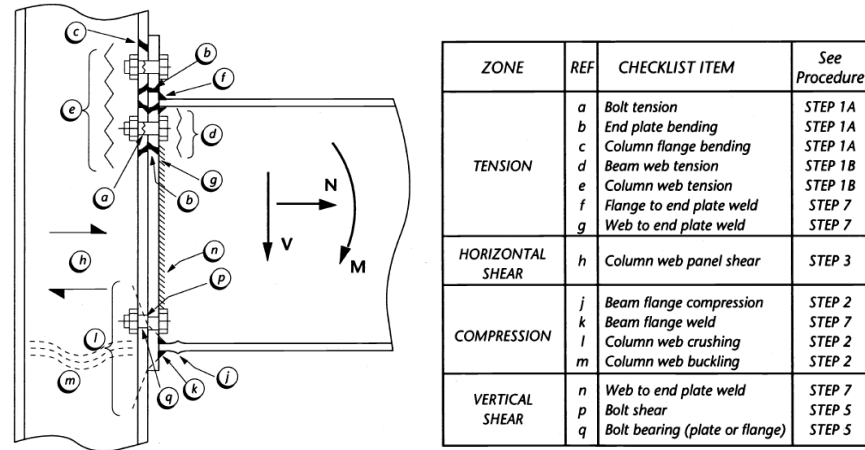 c
b
f
e
d
a
b
g
N
V
M
h
n
p
l
m
q
k
j
ZONE REF CHECKLIST ITEM See Procedure
TENSION
a Bolt tension STEP 1A
b End plate bending STEP 1A
c Column flange bending STEP 1A
d Beam web tension STEP 1B
e Column web tension STEP 1B
f Flange to end plate weld STEP 7
g Web to end plate weld STEP 7
HORIZONTAL SHEAR
h Column web panel shear STEP 3
COMPRESSION
j Beam flange compression STEP 2
k Beam flange weld STEP 7
l Column web crushing STEP 2
m Column web buckling STEP 2
VERTICAL SHEAR
n Web to end plate weld STEP 7
p Bolt shear STEP 5
q Bolt bearing (plate or flange) STEP 5